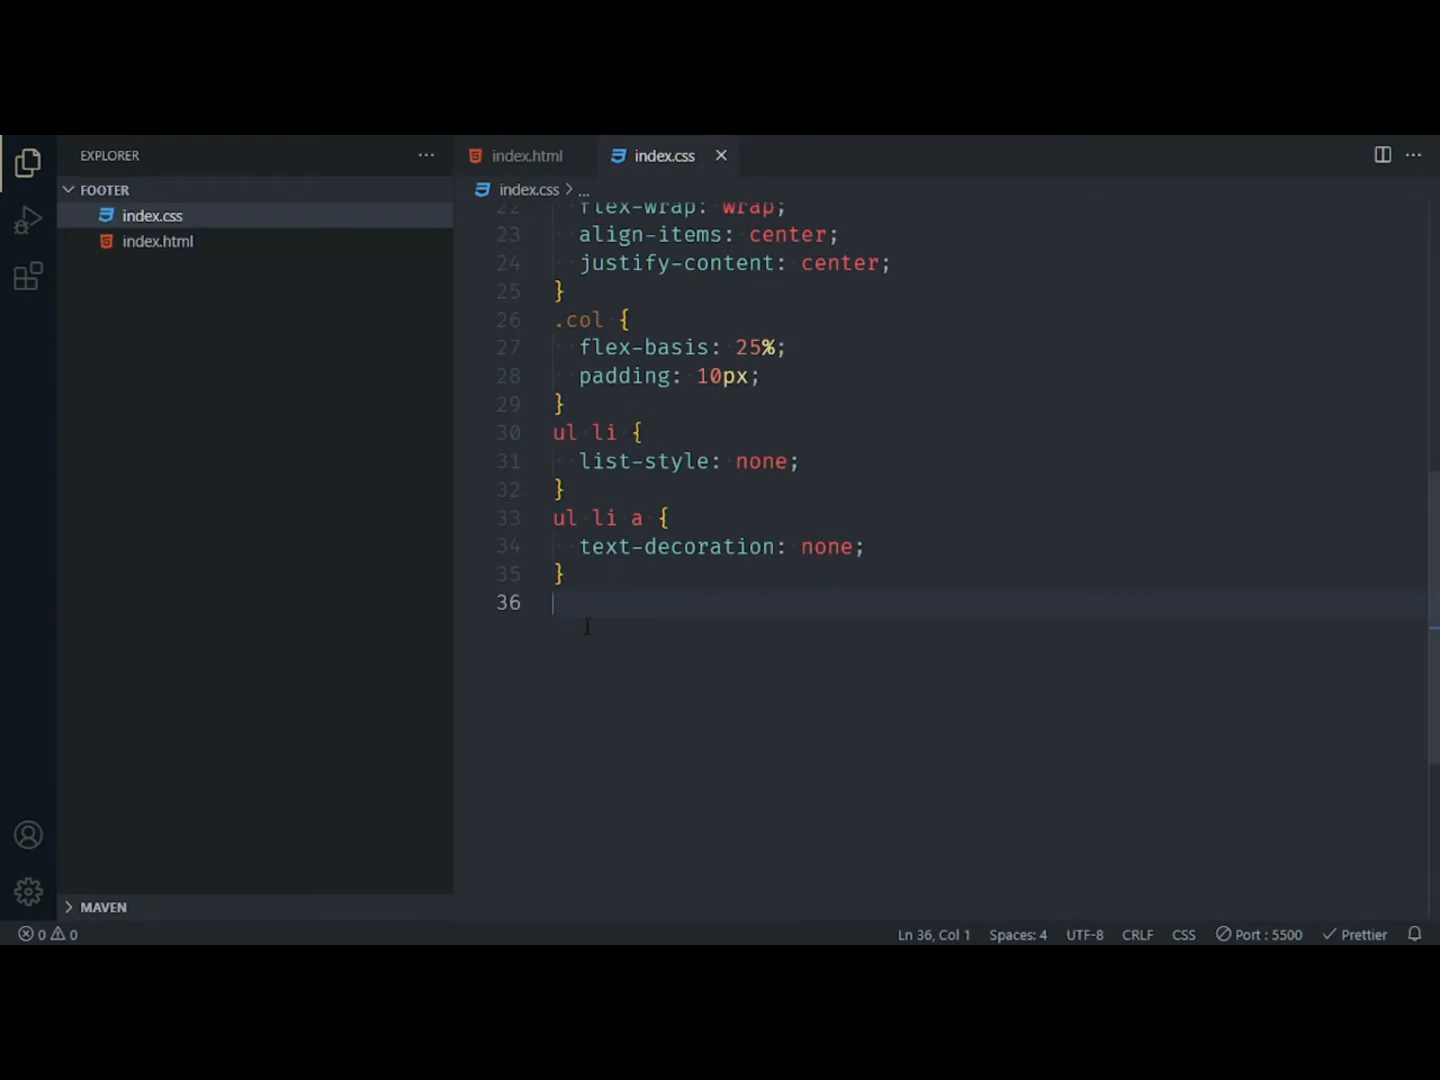 EXPLORER
FOOTER
index.css
index.html
MAVEN
index.html
index.css
index.css > ...
22 flex-wrap: wrap;
23 align-items: center;
24 justify-content: center;
25 }
26 .col {
27 flex-basis: 25%;
28 padding: 10px;
29 }
30 ul li {
31 list-style: none;
32 }
33 ul li a {
34 text-decoration: none;
35 }
36
0 0 Ln 36, Col 1 Spaces: 4 UTF-8 CRLF CSS Port : 5500 Prettier